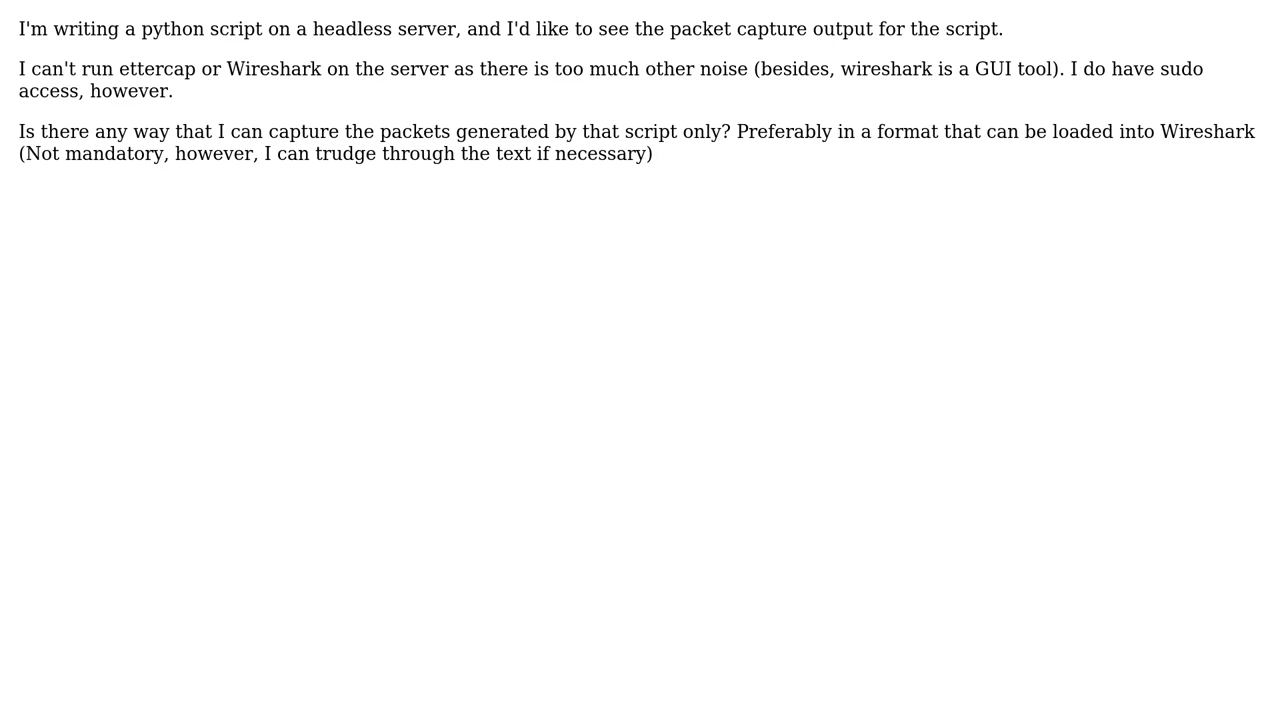 I'm writing a python script on a headless server, and I'd like to see the packet capture output for the script.
I can't run ettercap or Wireshark on the server as there is too much other noise (besides, wireshark is a GUI tool). I do have sudo
access, however.
Is there any way that I can capture the packets generated by that script only? Preferably in a format that can be loaded into Wireshark
(Not mandatory, however, I can trudge through the text if necessary)